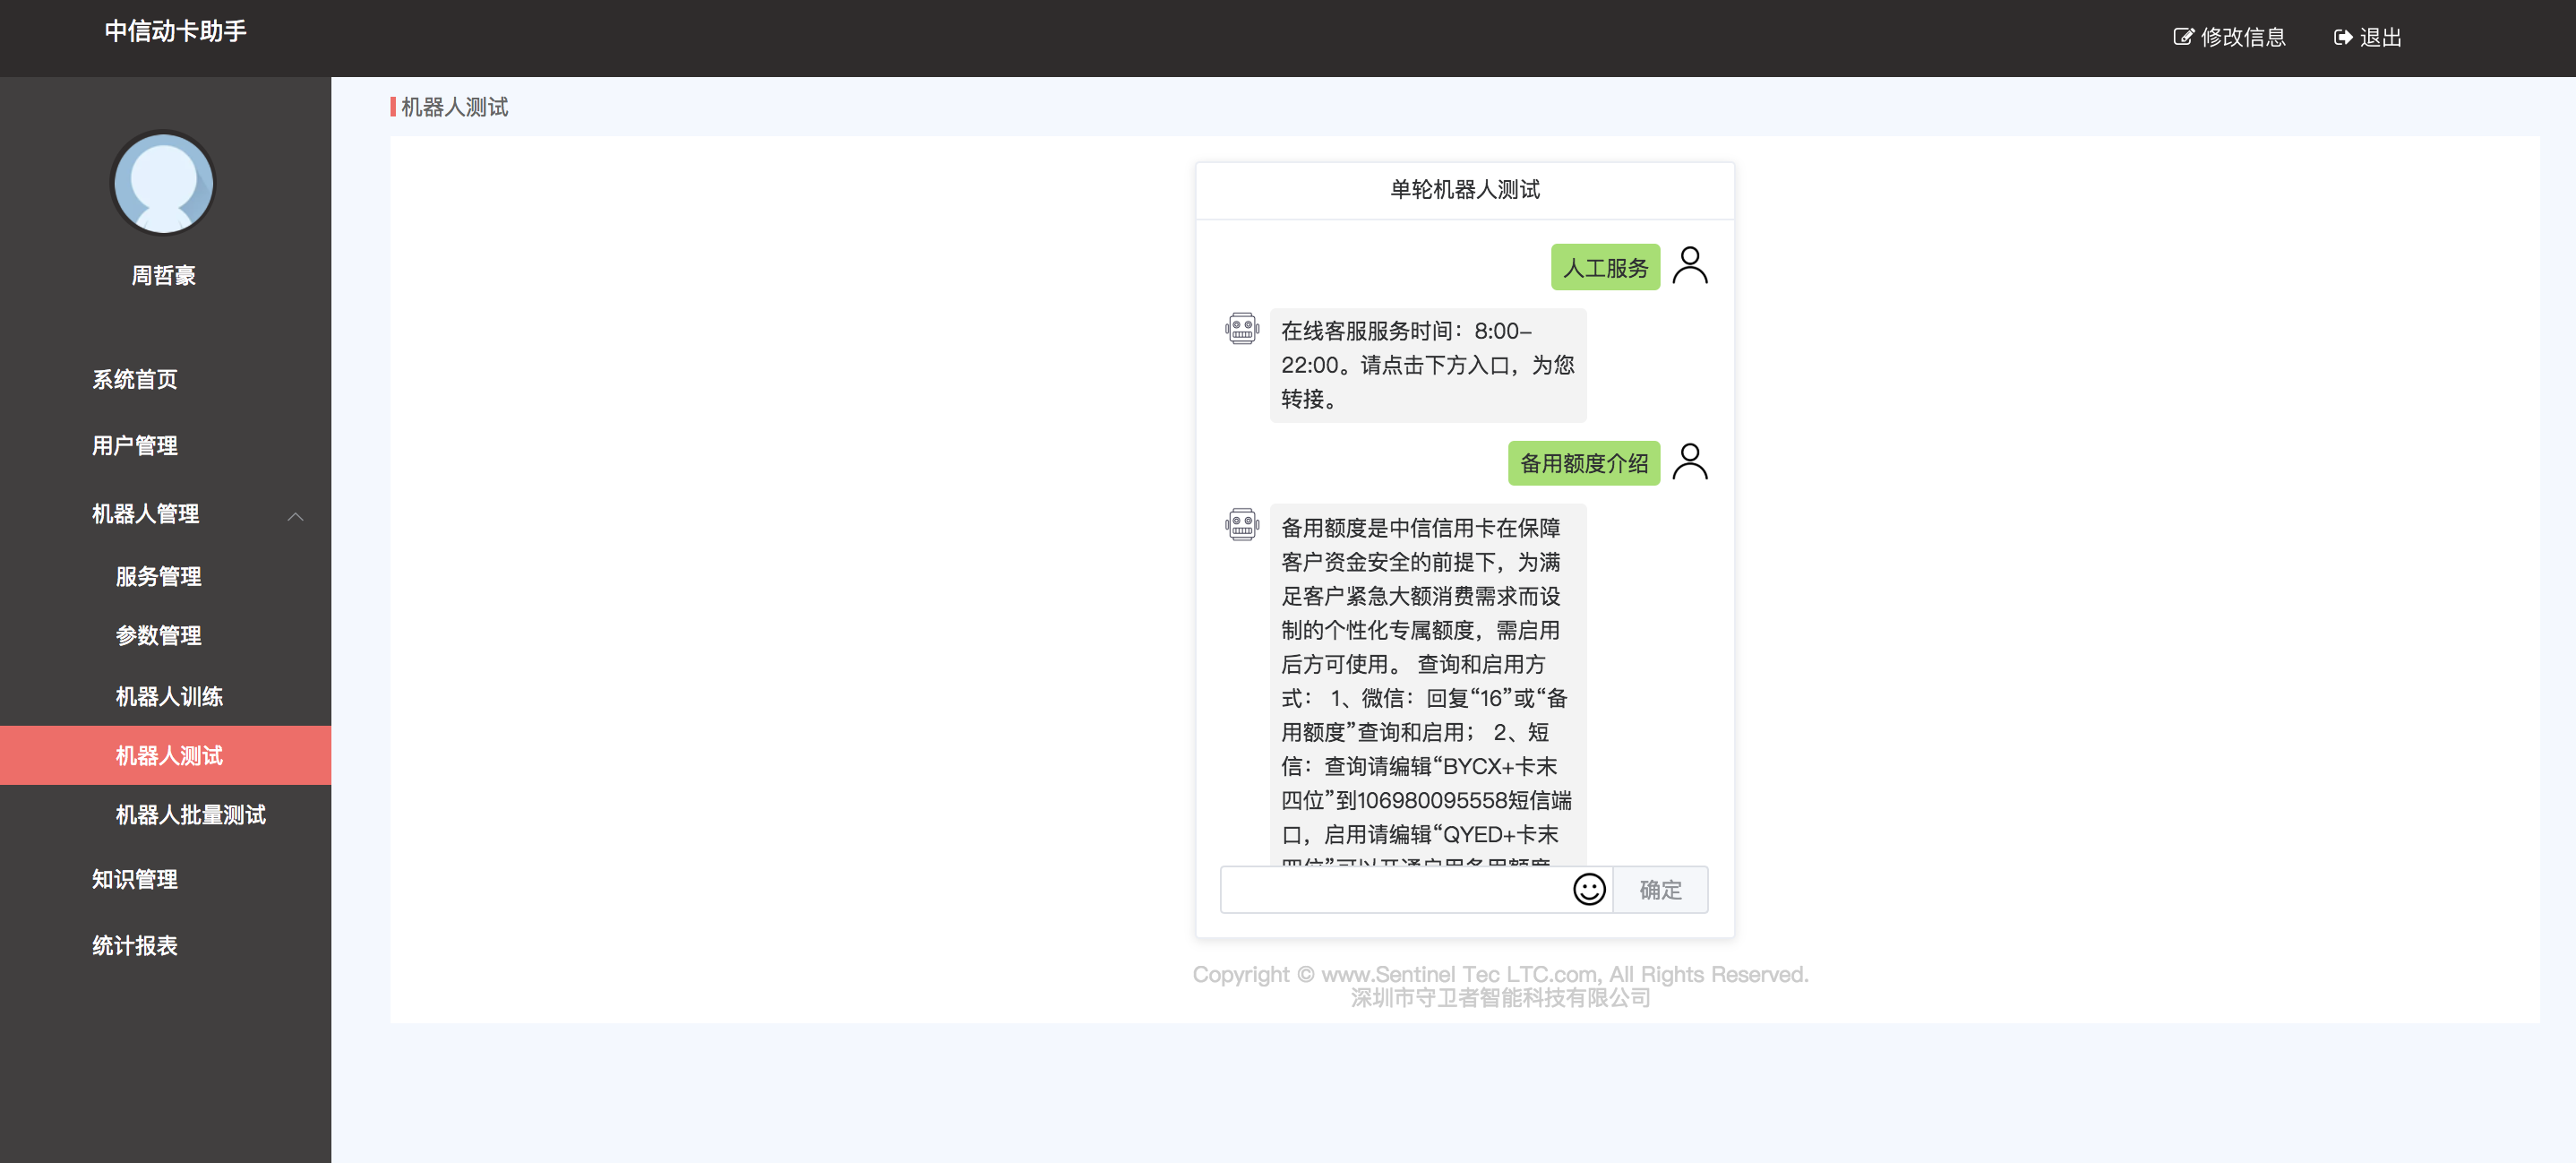 中信动卡助手
修改信息
退出
周哲豪
系统首页
用户管理
机器人管理
服务管理
参数管理
机器人训练
机器人测试
机器人批量测试
知识管理
统计报表
机器人测试
单轮机器人测试
人工服务
在线客服服务时间：8:00–
22:00。请点击下方入口，为您
转接。
备用额度介绍
备用额度是中信信用卡在保障
客户资金安全的前提下，为满
足客户紧急大额消费需求而设
制的个性化专属额度，需启用
后方可使用。 查询和启用方
式： 1、微信：回复“16”或“备
用额度”查询和启用； 2、短
信：查询请编辑“BYCX+卡末
四位”到106980095558短信端
口，启用请编辑“QYED+卡末
四位”可以开通启用备用额度
确定
Copyright © www.Sentinel Tec LTC.com, All Rights Reserved.
深圳市守卫者智能科技有限公司